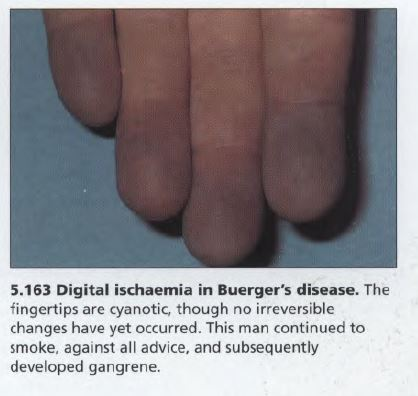 5.163 Digital ischaemia in Buerger's disease. The
fingertips are cyanotic, though no irreversible
changes have yet occurred. This man continued to
smoke, against all advice, and subsequently
developed gangrene.